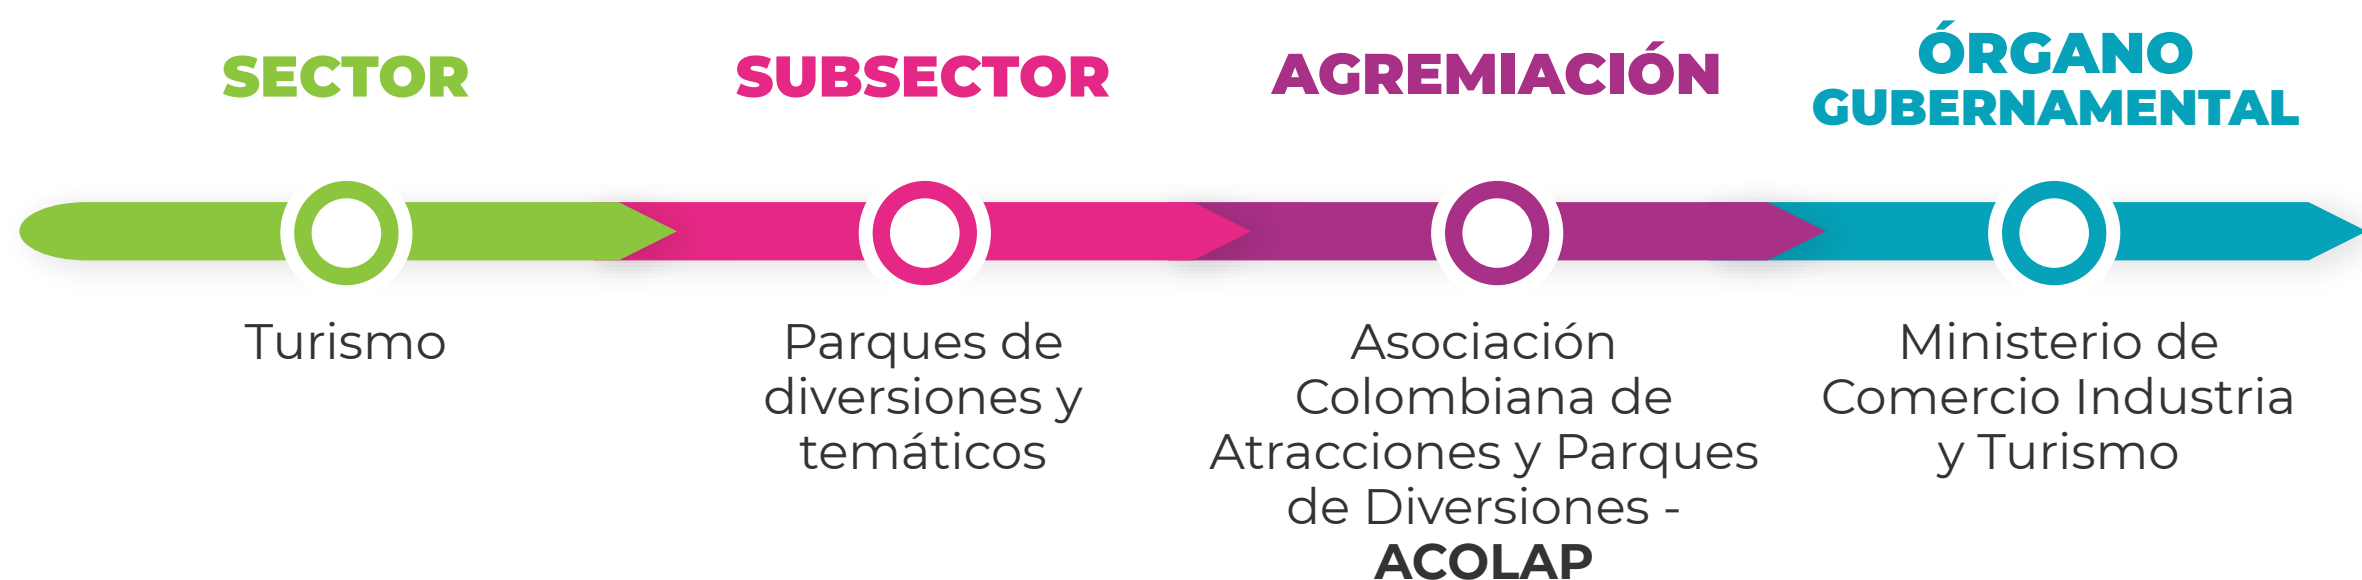 SECTOR
Turismo
SUBSECTOR
Parques de
diversiones y
temáticos
AGREMIACIÓN
Asociación
Colombiana de
Atracciones y Parques
de Diversiones -
ACOLAP
ÓRGANO
GUBERNAMENTAL
Ministerio de
Comercio Industria
y Turismo